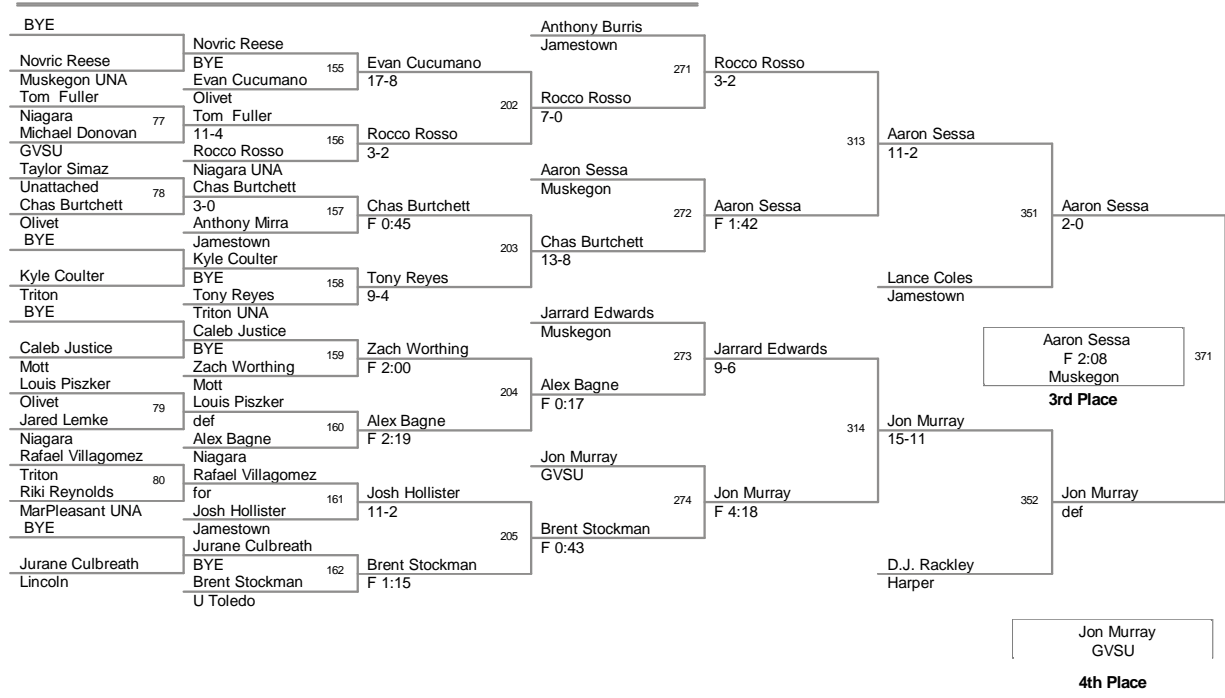 BYE
Novric Reese
Muskegon UNA
Tom Fuller
Niagara
77
Michael Donovan
GVSU
Taylor Simaz
Unattached
78
Chas Burtchett
Olivet
BYE
Kyle Coulter
Triton
BYE
Caleb Justice
Mott
Louis Piszker
Olivet
79
Jared Lemke
Niagara
Rafael Villagomez
Triton
80
Riki Reynolds
MarPleasant UNA
BYE
Jurane Culbreath
Lincoln
Novric Reese
BYE
155
Evan Cucumano
Olivet
Tom Fuller
11-4
156
Rocco Rosso
Niagara UNA
Chas Burtchett
3-0
157
Anthony Mirra
Jamestown
Kyle Coulter
BYE
158
Tony Reyes
Triton UNA
Caleb Justice
BYE
159
Zach Worthing
Mott
Louis Piszker
def
160
Alex Bagne
Niagara
Rafael Villagomez
for
161
Josh Hollister
Jamestown
Jurane Culbreath
BYE
162
Brent Stockman
U Toledo
Evan Cucumano
17-8
202
Rocco Rosso
3-2
Chas Burtchett
F 0:45
203
Tony Reyes
9-4
Zach Worthing
F 2:00
204
Alex Bagne
F 2:19
Josh Hollister
11-2
205
Brent Stockman
F 1:15
Anthony Burris
Jamestown
271
Rocco Rosso
7-0
Aaron Sessa
Muskegon
272
Chas Burtchett
13-8
Jarrard Edwards
Muskegon
273
Alex Bagne
F 0:17
Jon Murray
GVSU
274
Brent Stockman
F 0:43
Rocco Rosso
3-2
313
Aaron Sessa
F 1:42
Jarrard Edwards
9-6
314
Jon Murray
F 4:18
Aaron Sessa
11-2
351
Lance Coles
Jamestown
Jon Murray
15-11
352
D.J. Rackley
Harper
Aaron Sessa
2-0
Jon Murray
def
371
Aaron Sessa
F 2:08
Muskegon
3rd Place
Jon Murray
GVSU
4th Place